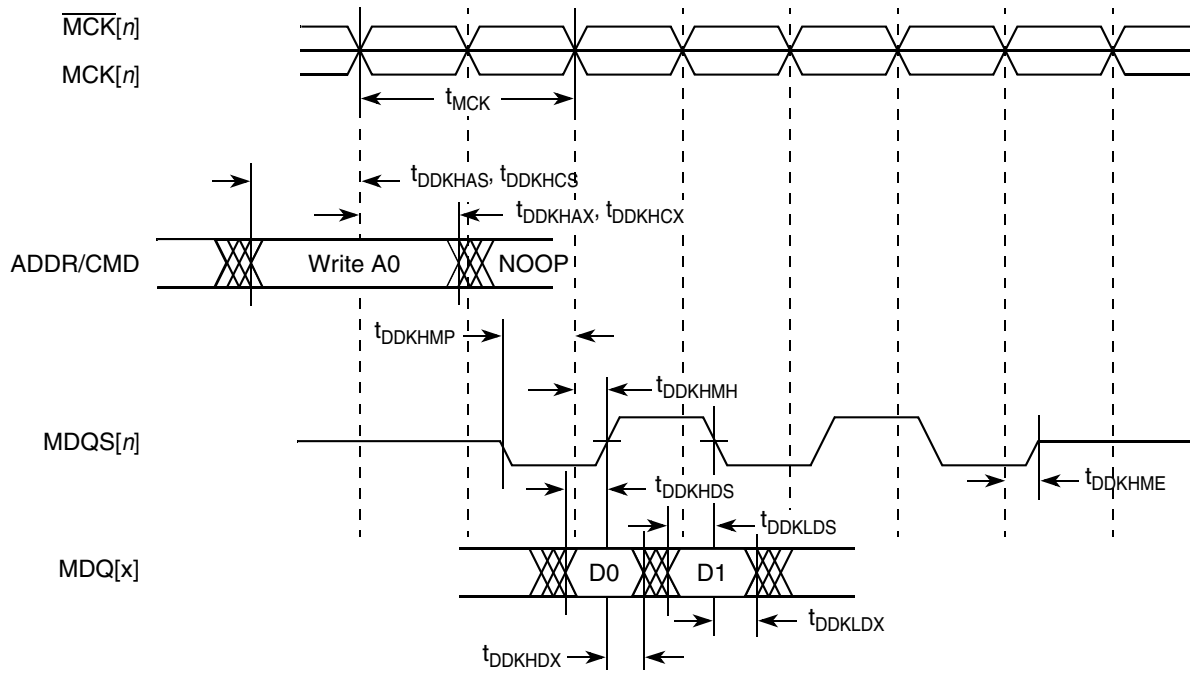 MCK[n]
MCK[n]
tMCK
tDDKHAS, tDDKHCS
tDDKHAX, tDDKHCX
ADDR/CMD
Write A0
NOOP
tDDKHMP
tDDKHMH
MDQS[n]
tDDKHDS
tDDKHME
tDDKLDS
MDQ[x]
D0
D1
tDDKLDX
tDDKHDX